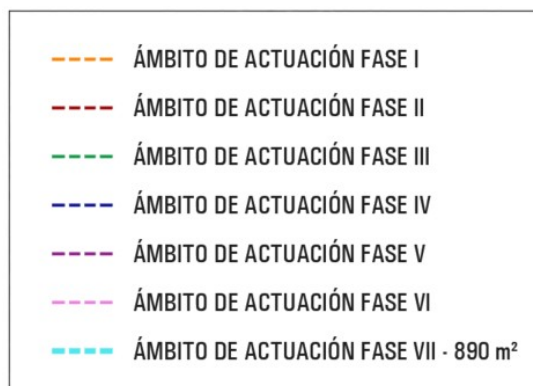 ÁMBITO DE ACTUACIÓN FASE I
ÁMBITO DE ACTUACIÓN FASE II
ÁMBITO DE ACTUACIÓN FASE III
ÁMBITO DE ACTUACIÓN FASE IV
ÁMBITO DE ACTUACIÓN FASE V
ÁMBITO DE ACTUACIÓN FASE VI
ÁMBITO DE ACTUACIÓN FASE VII - 890 m²